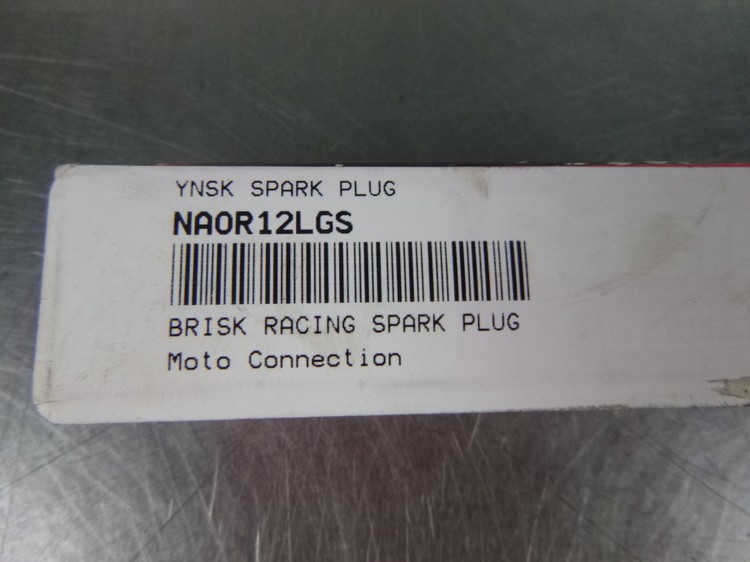 YNSK SPARK PLUG
NAOR12LGS
BRISK RACING SPARK PLUG
Moto Connection